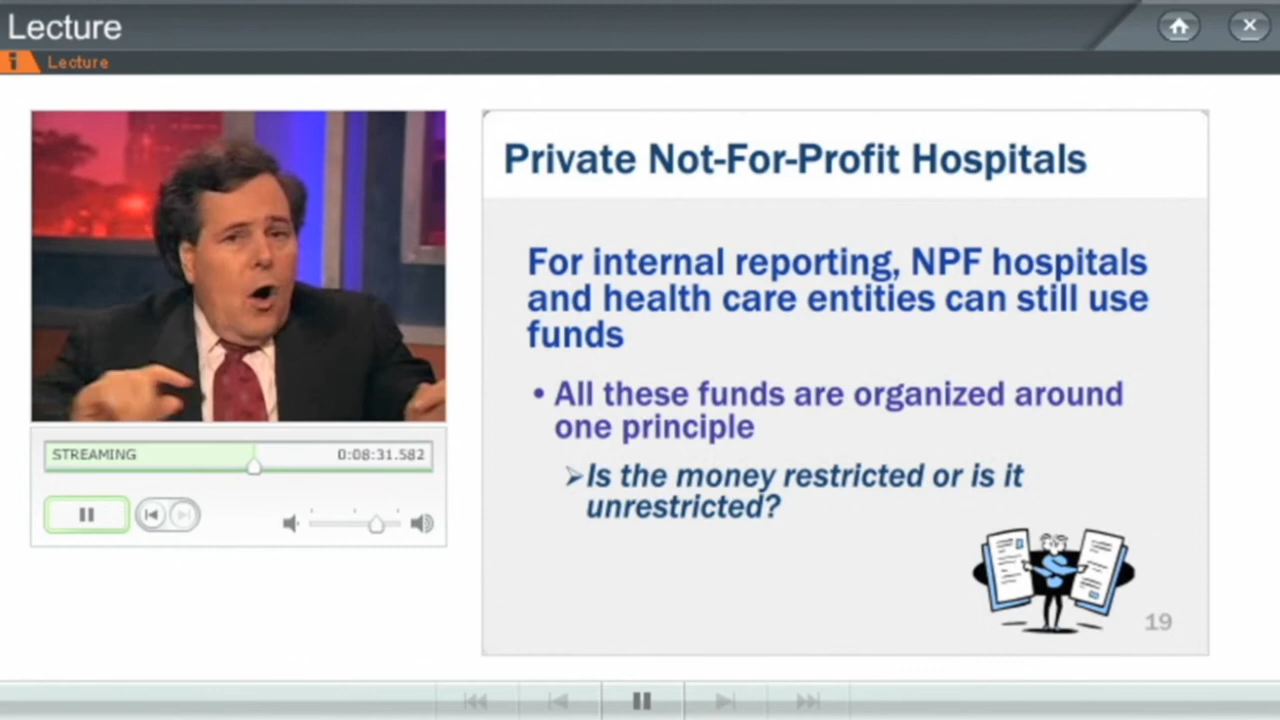 Lecture
i Lecture
Private Not-For-Profit Hospitals
For internal reporting, NPF hospitals
and health care entities can still use
funds
• All these funds are organized around
one principle
➢Is the money restricted or is it
unrestricted?
STREAMING 0:08:31.582
19